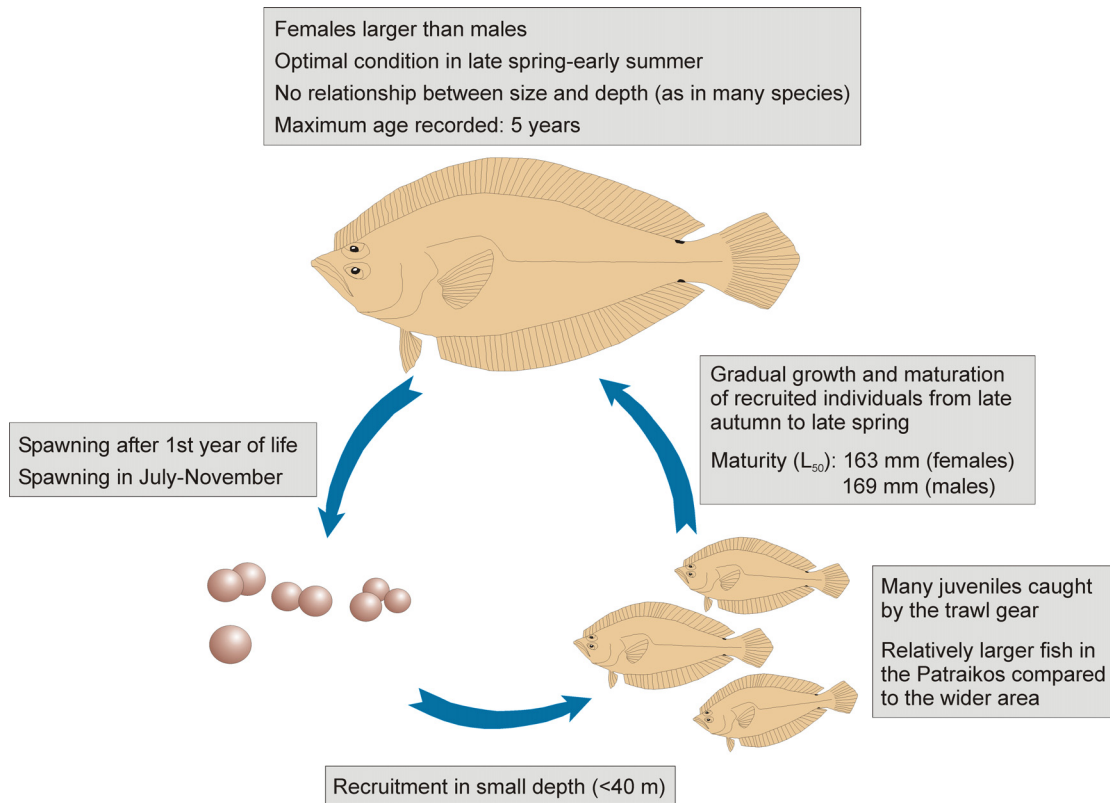 Females larger than males
Optimal condition in late spring-early summer
No relationship between size and depth (as in many species)
Maximum age recorded: 5 years
Spawning after 1st year of life
Spawning in July-November
Gradual growth and maturation
of recruited individuals from late
autumn to late spring
Maturity (L₅₀): 163 mm (females)
169 mm (males)
Many juveniles caught
by the trawl gear
Relatively larger fish in
the Patraikos compared
to the wider area
Recruitment in small depth (<40 m)